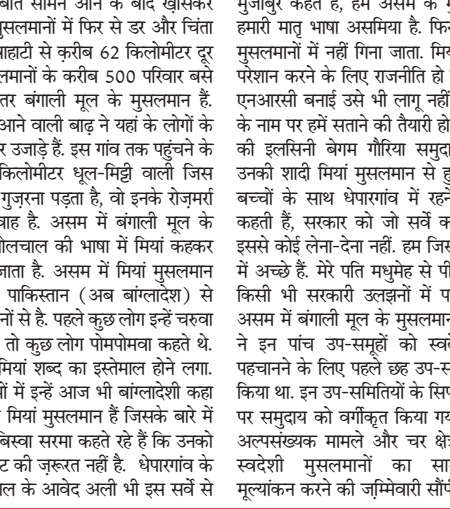 बात सामने आने के बाद ख़ासकर
मुसलमानों में फिर से डर और चिंता
वाहाटी से क़रीब 62 किलोमीटर दूर
लमानों के करीब 500 परिवार बसे
तर बंगाली मूल के मुसलमान हैं.
आने वाली बाढ़ ने यहां के लोगों के
र उजाड़े हैं. इस गांव तक पहुंचने के
किलोमीटर धूल-मिट्टी वाली जिस
गुज़रना पड़ता है, वो इनके रोज़मर्रा
वाह है. असम में बंगाली मूल के
ोलचाल की भाषा में मियां कहकर
जाता है. असम में मियां मुसलमान
पाकिस्तान (अब बांग्लादेश) से
नों से है. पहले कुछ लोग इन्हें चरुवा
तो कुछ लोग पोमपोमवा कहते थे.
मियां शब्द का इस्तेमाल होने लगा.
ों में इन्हें आज भी बांग्लादेशी कहा
मियां मुसलमान हैं जिसके बारे में
बिस्वा सरमा कहते रहे हैं कि उनको
ट की ज़रूरत नहीं है. धेपारगांव के
ाल के आवेद अली भी इस सर्वे से
मुजीबुर कहते हैं, हम असम के मु
हमारी मातृ भाषा असमिया है. फि
मुसलमानों में नहीं गिना जाता. मिय
परेशान करने के लिए राजनीति हो
एनआरसी बनाई उसे भी लागू नहीं
के नाम पर हमें सताने की तैयारी हो
की इलसिनी बेगम गौरिया समुदा
उनकी शादी मियां मुसलमान से हु
बच्चों के साथ धेपारगांव में रहने
कहती हैं, सरकार को जो सर्वे क
इससे कोई लेना-देना नहीं. हम जिस
में अच्छे हैं. मेरे पति मधुमेह से पी
किसी भी सरकारी उलझनों में प
असम में बंगाली मूल के मुसलमान
ने इन पांच उप-समूहों को स्वदे
पहचानने के लिए पहले छह उप-स
किया था. इन उप-समितियों के सिप
पर समुदाय को वर्गीकृत किया गय
अल्पसंख्यक मामले और चर क्षेत्र
स्वदेशी मुसलमानों का सा
मूल्यांकन करने की जि़म्मेवारी सौंपी